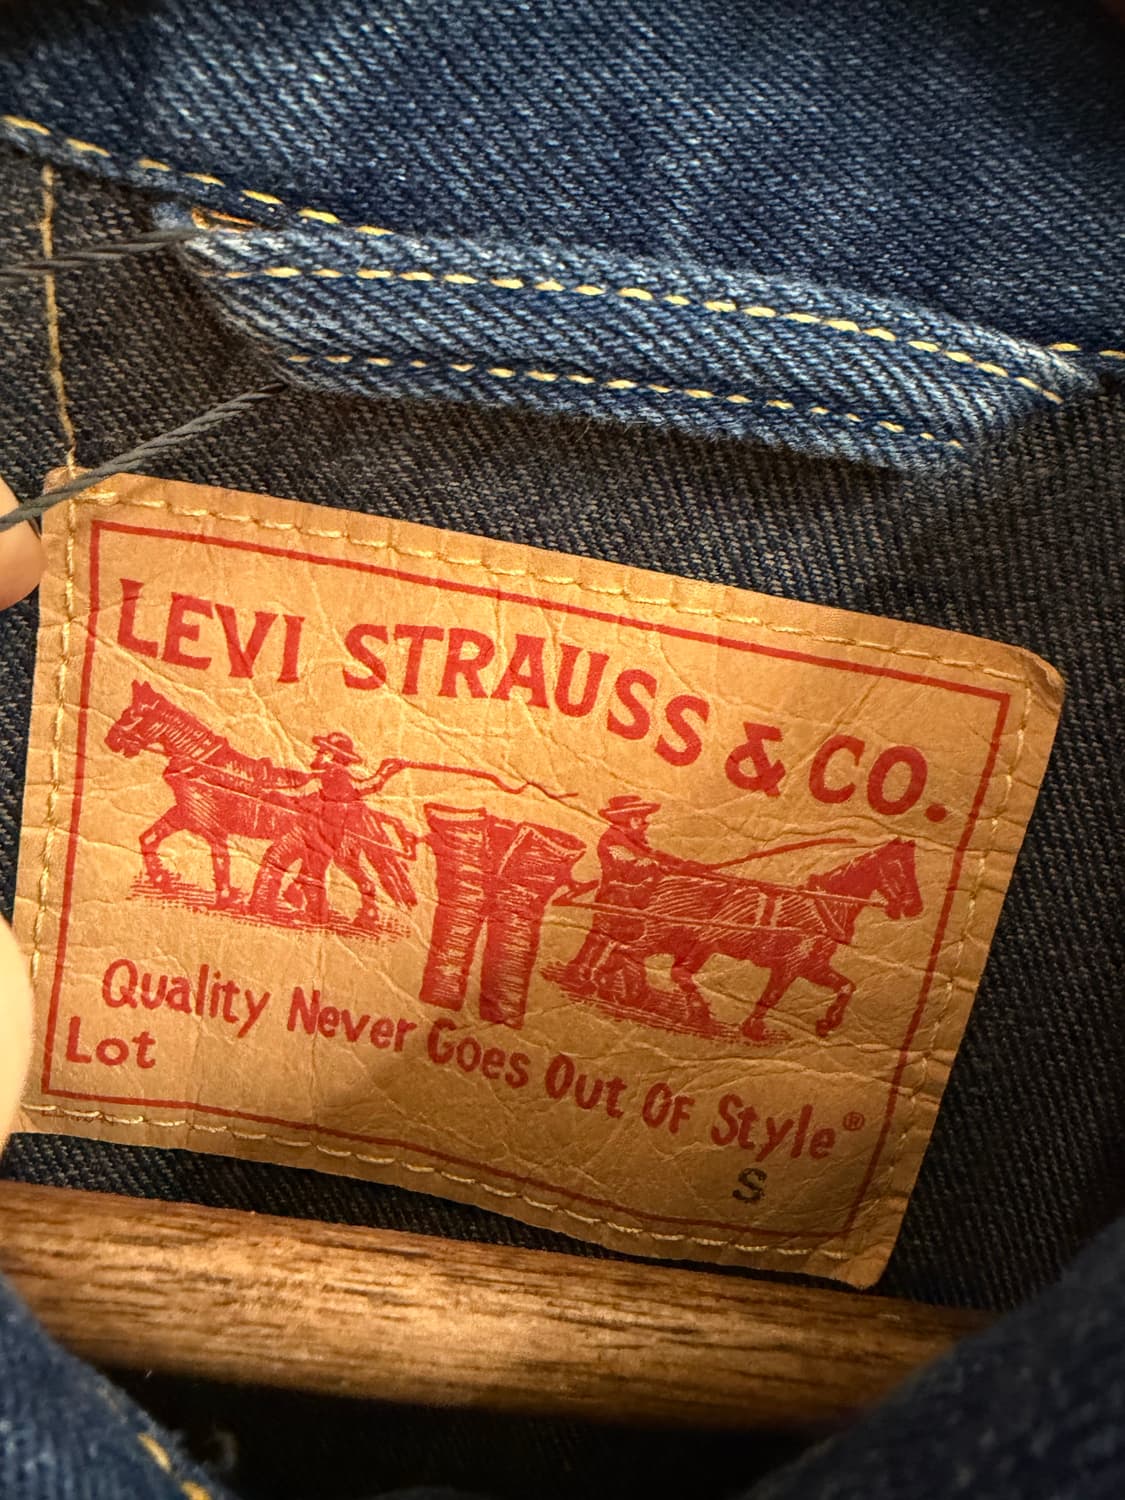 LEVI STRAUSS & CO.
Quality Never Goes Out Of Style®
Lot
S